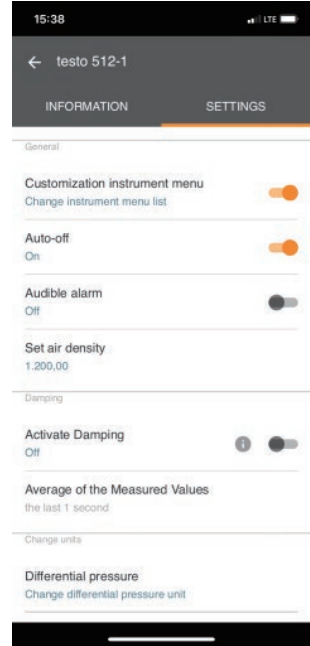 15:38
LTE
← testo 512-1
INFORMATION SETTINGS
General
Customization instrument menu
Change instrument menu list
Auto-off
On
Audible alarm
Off
Set air density
1.200,00
Damping
Activate Damping
Off
Average of the Measured Values
the last 1 second
Change units
Differential pressure
Change differential pressure unit